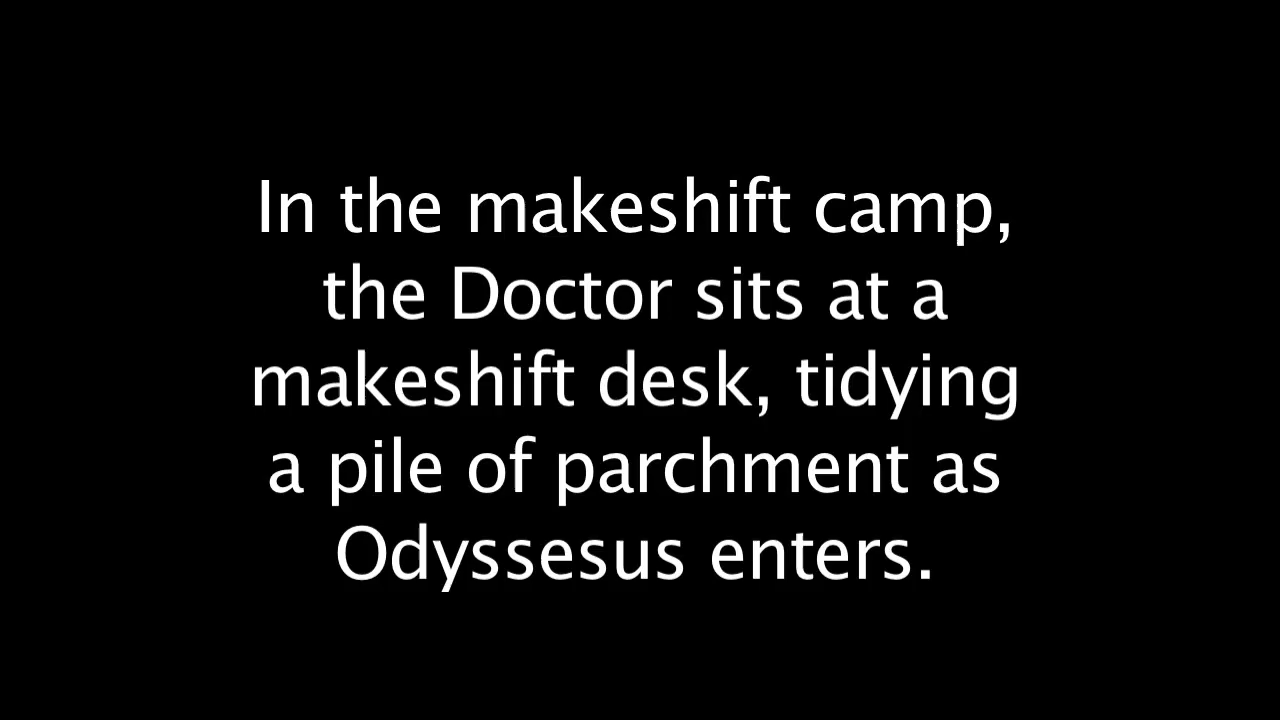 In the makeshift camp,
the Doctor sits at a
makeshift desk, tidying
a pile of parchment as
Odyssesus enters.